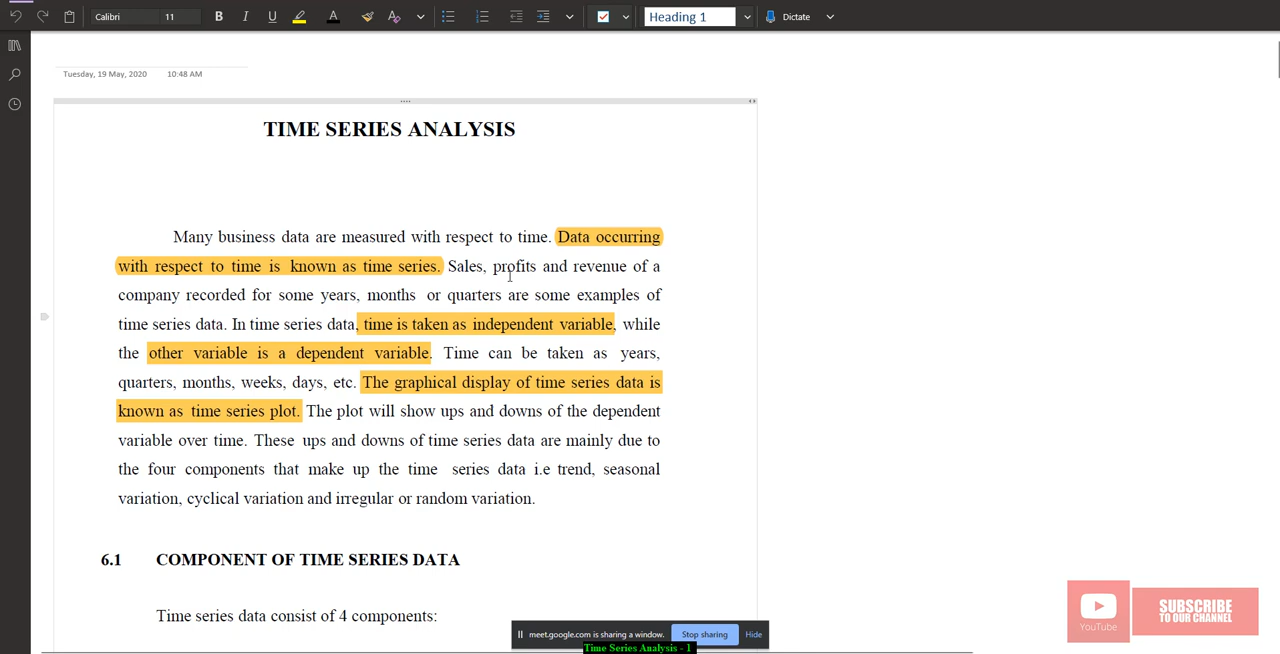 Calibri
11
B
I
U
A
A
Heading 1
Dictate
Tuesday, 19 May, 2020
10:48 AM
TIME SERIES ANALYSIS
Many business data are measured with respect to time. Data occurring
with respect to time is known as time series. Sales, profits and revenue of a
company recorded for some years, months or quarters are some examples of
time series data. In time series data, time is taken as independent variable, while
the other variable is a dependent variable. Time can be taken as years,
quarters, months, weeks, days, etc. The graphical display of time series data is
known as time series plot. The plot will show ups and downs of the dependent
variable over time. These ups and downs of time series data are mainly due to
the four components that make up the time series data i.e trend, seasonal
variation, cyclical variation and irregular or random variation.
6.1 COMPONENT OF TIME SERIES DATA
Time series data consist of 4 components:
meet.google.com is sharing a window.
Stop sharing
Hide
Time Series Analysis - 1
YouTube
SUBSCRIBE
TO OUR CHANNEL